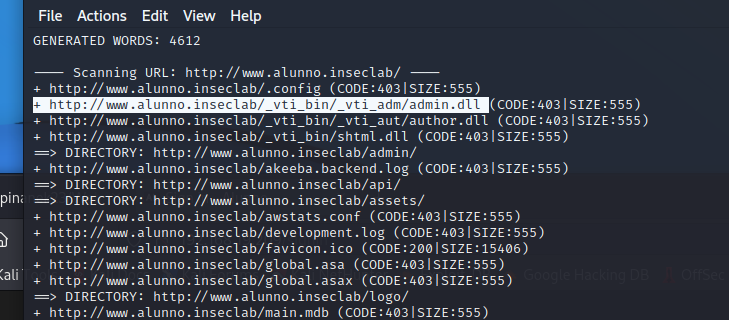 File Actions Edit View Help
GENERATED WORDS: 4612
---- Scanning URL: http://www.alunno.inseclab/ ----
+ http://www.alunno.inseclab/.config (CODE:403|SIZE:555)
+ http://www.alunno.inseclab/_vti_bin/_vti_adm/admin.dll (CODE:403|SIZE:555)
+ http://www.alunno.inseclab/_vti_bin/_vti_aut/author.dll (CODE:403|SIZE:555)
+ http://www.alunno.inseclab/_vti_bin/shtml.dll (CODE:403|SIZE:555)
==> DIRECTORY: http://www.alunno.inseclab/admin/
+ http://www.alunno.inseclab/akeeba.backend.log (CODE:403|SIZE:555)
==> DIRECTORY: http://www.alunno.inseclab/api/
pina
==> DIRECTORY: http://www.alunno.inseclab/assets/
+ http://www.alunno.inseclab/awstats.conf (CODE:403|SIZE:555)
+ http://www.alunno.inseclab/development.log (CODE:403|SIZE:555)
+ http://www.alunno.inseclab/favicon.ico (CODE:200|SIZE:15406)
+ http://www.alunno.inseclab/global.asa (CODE:403|SIZE:555)
Kali
+ http://www.alunno.inseclab/global.asax (CODE:403|SIZE:555)
Google Hacking DB OffSec
==> DIRECTORY: http://www.alunno.inseclab/logo/
+ http://www.alunno.inseclab/main.mdb (CODE:403|SIZE:555)